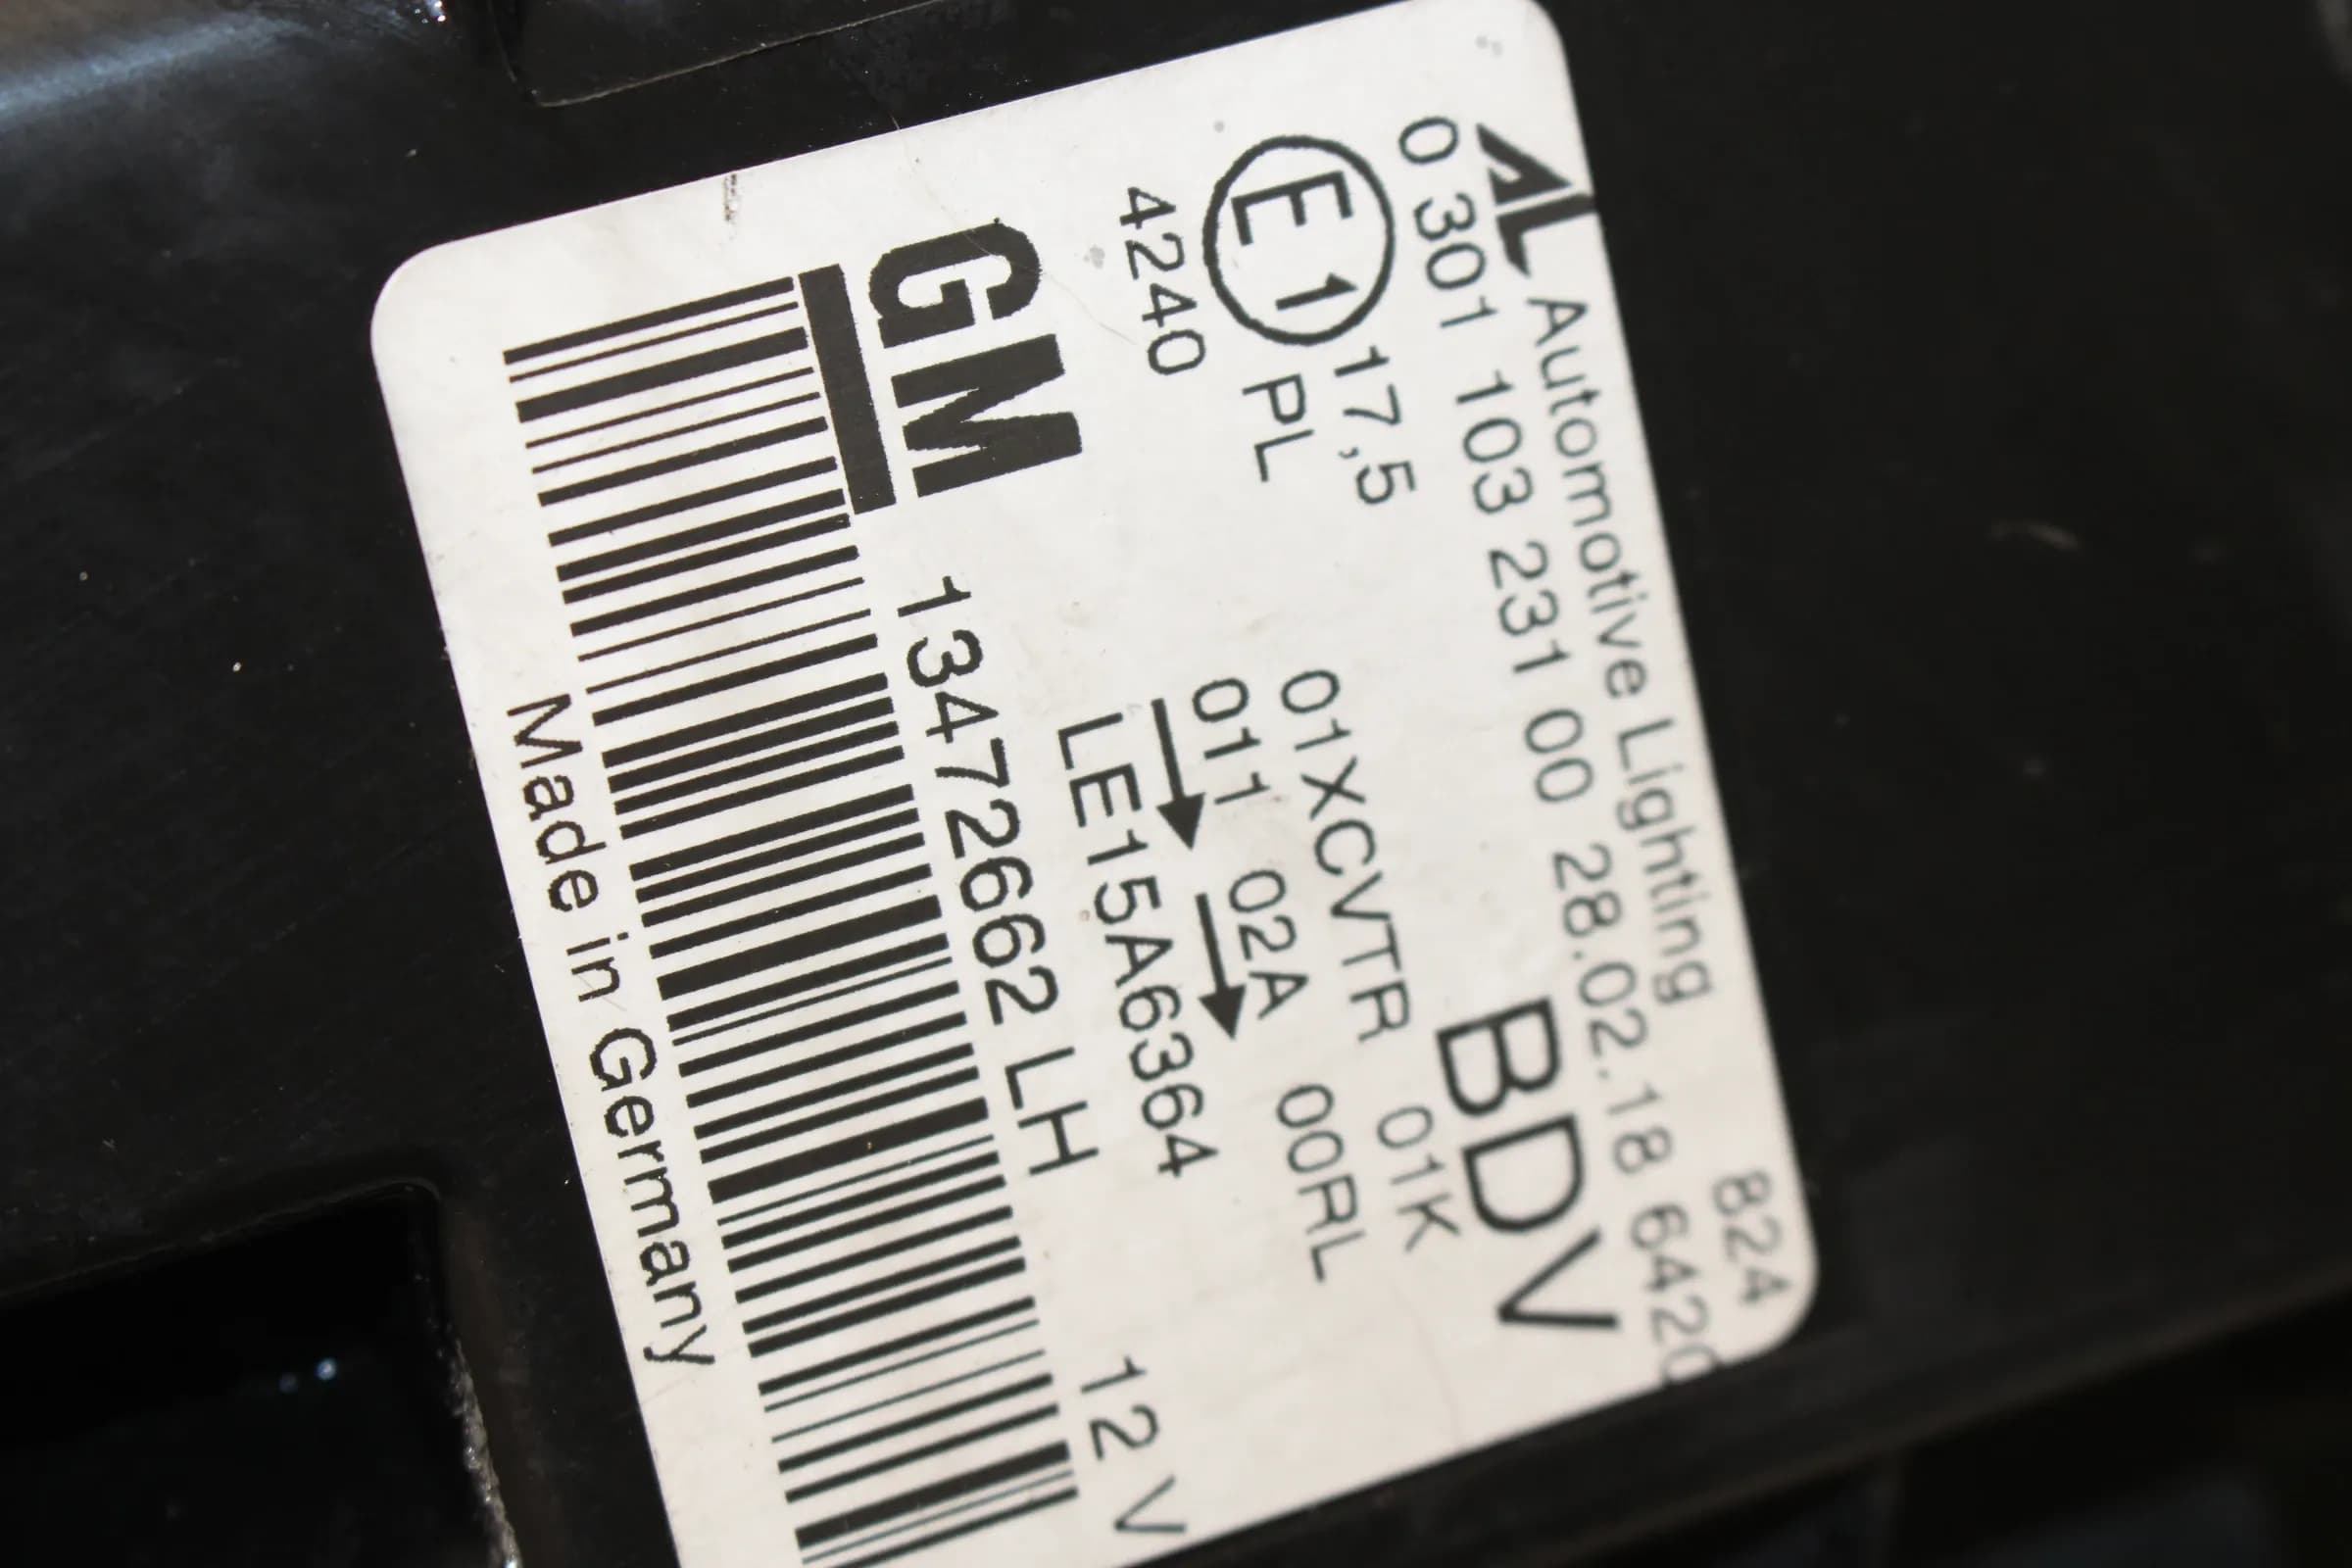 AL Automotive Lighting 824
0 301 103 231 00 28.02.18 6420
BDV
E1 17,5 01XCVTR 01K
PL 011 02A 00RL
4240 LE15A6364
GM 13472662 LH 12 V
Made in Germany